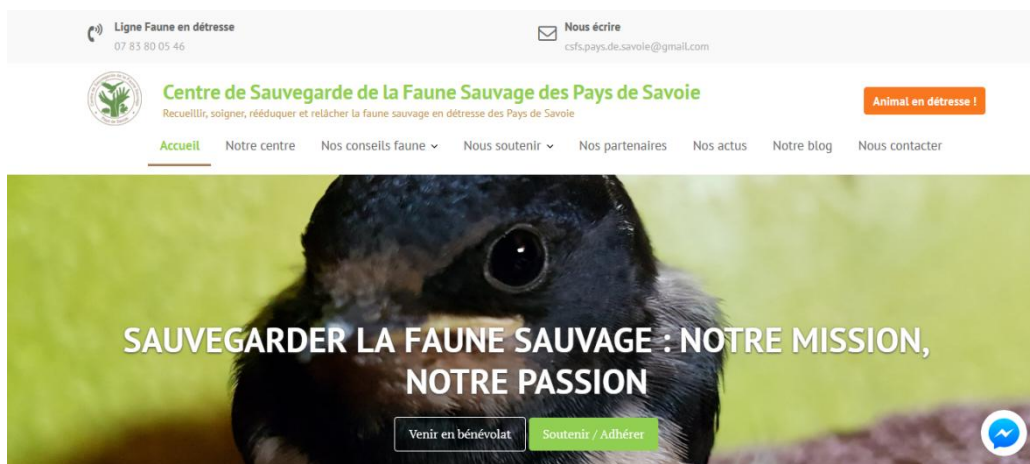 Ligne Faune en détresse
07 83 80 05 46
Nous écrire
csfs.pays.de.savoie@gmail.com
Centre de Sauvegarde de la Faune Sauvage des Pays de Savoie
Recueillir, soigner, rééduquer et relâcher la faune sauvage en détresse des Pays de Savoie
Animal en détresse !
Accueil Notre centre Nos conseils faune Nous soutenir Nos partenaires Nos actus Notre blog Nous contacter
SAUVEGARDER LA FAUNE SAUVAGE : NOTRE MISSION,
NOTRE PASSION
Venir en bénévolat Soutenir / Adhérer